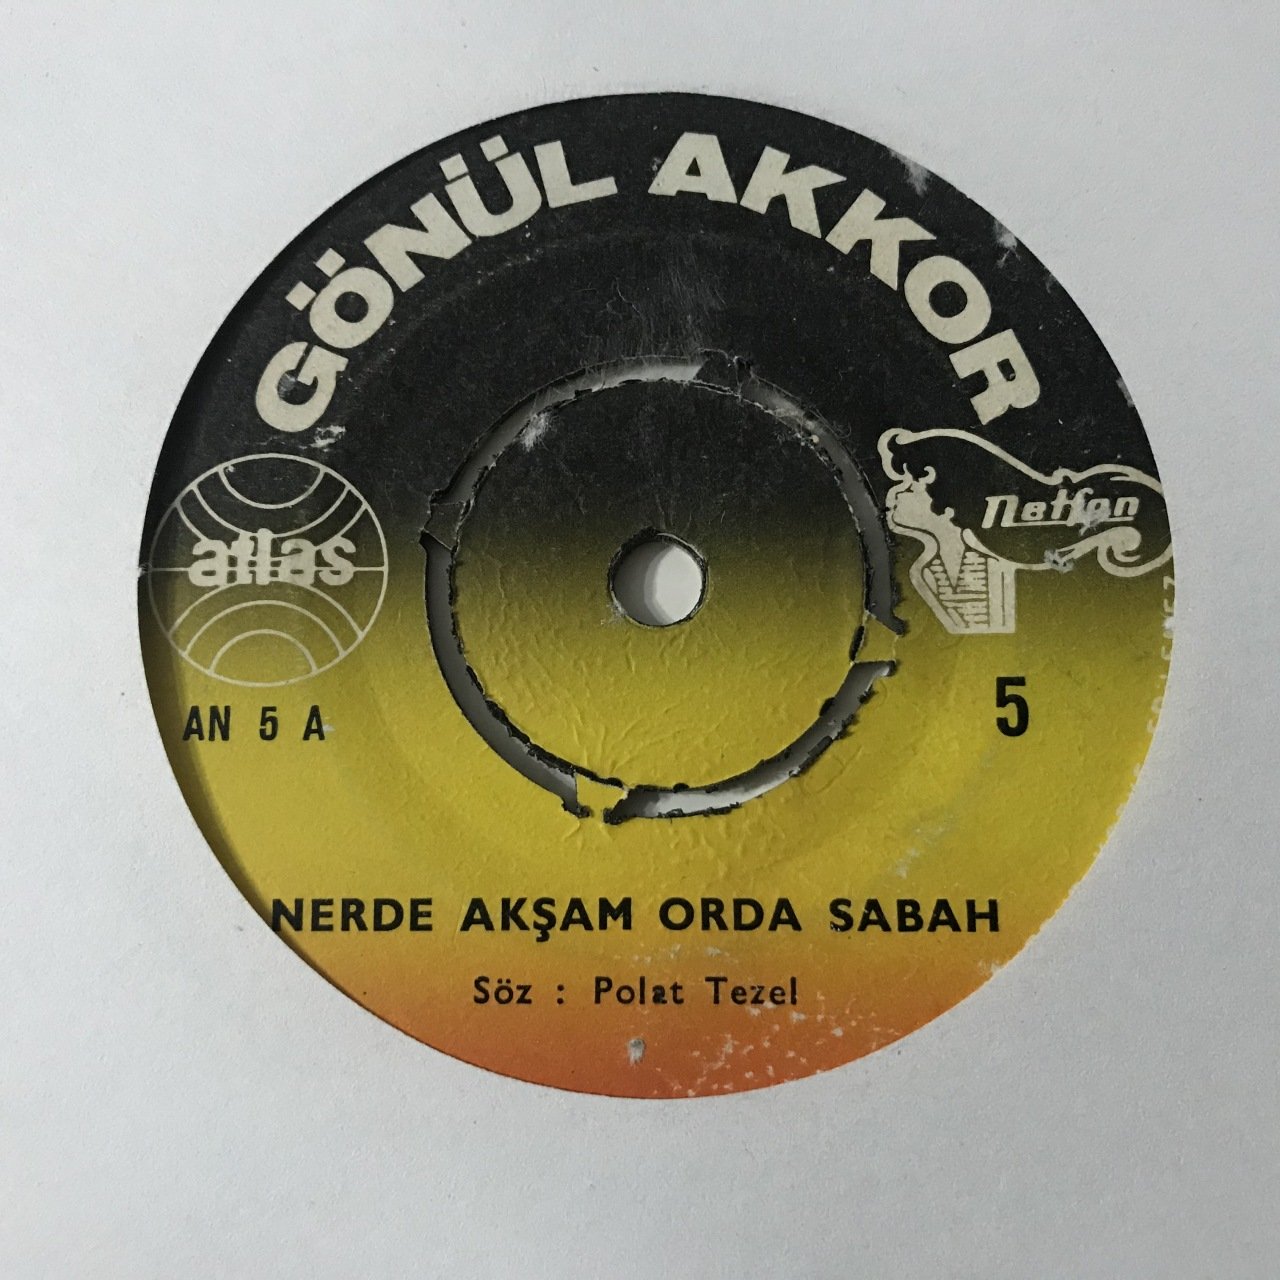 GÖNÜL AKKOR
atlas
Netfon
AN 5 A
5
NERDE AKŞAM ORDA SABAH
Söz : Polat Tezel